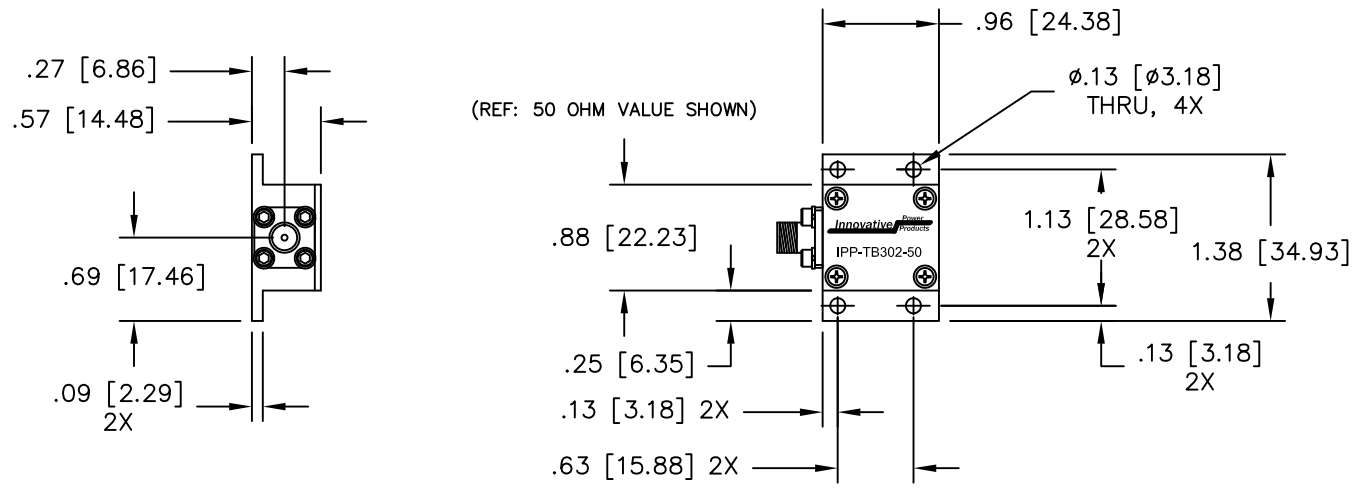 .27 [6.86]
.57 [14.48]
.69 [17.46]
.09 [2.29]
2X
(REF: 50 OHM VALUE SHOWN)
.96 [24.38]
ø.13 [ø3.18]
THRU, 4X
.88 [22.23]
Innovative Power Products
IPP-TB302-50
1.13 [28.58]
2X
1.38 [34.93]
.25 [6.35]
.13 [3.18] 2X
.63 [15.88] 2X
.13 [3.18]
2X